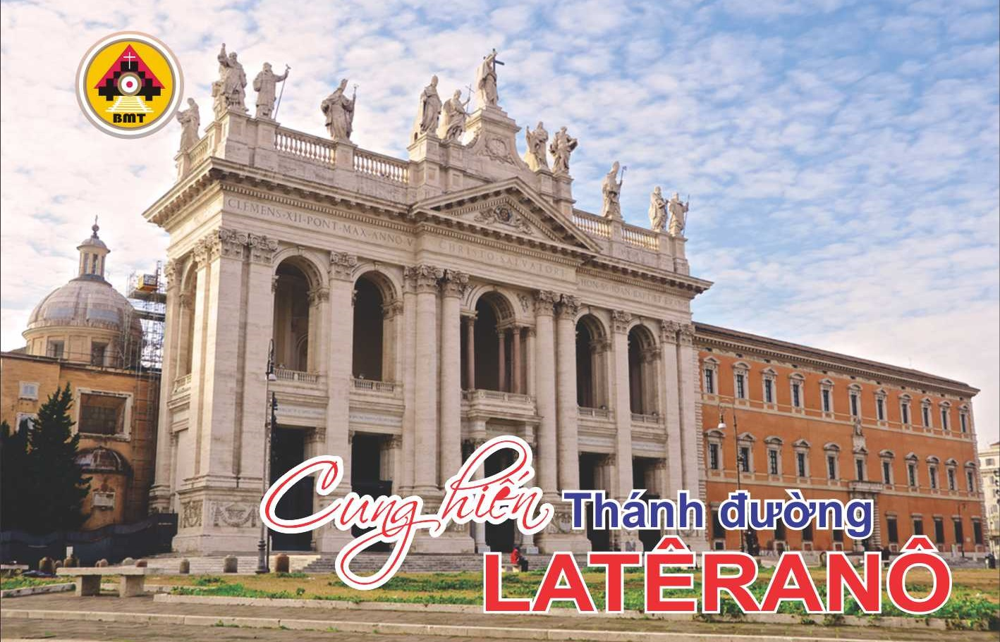 BMT
CLEMENS·XII·PONT·MAX·ANNO·V
CHRISTO·SALVATORI
Cung hiến Thánh đường
LATÊRANÔ